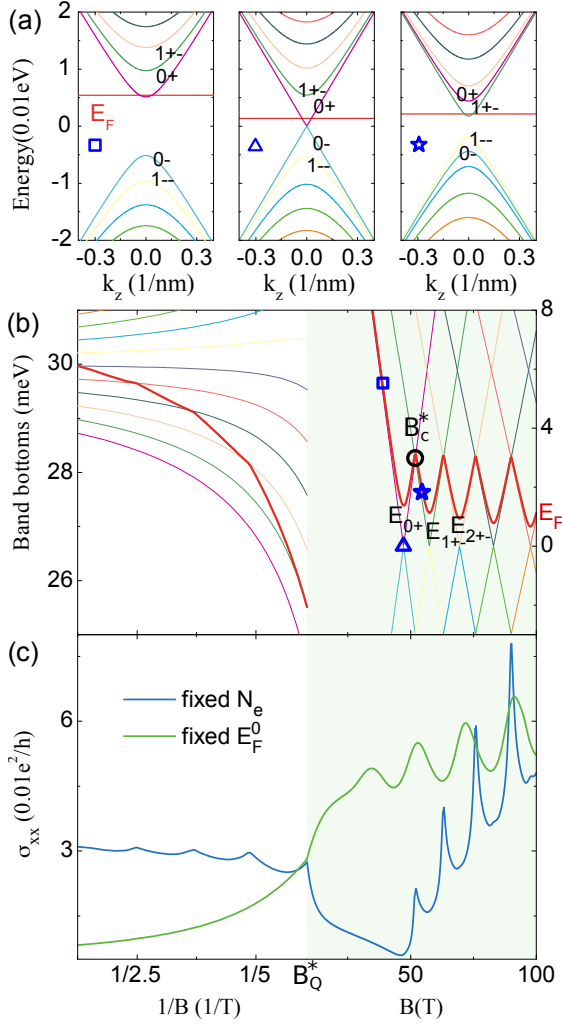 (a)
2
1
0
-1
-2
Energy(0.01eV)
1+-
0+
E_F
0-
1--
1+-
0+
0-
1--
0+
1+-
1--
0-
-0.3 0.0 0.3
-0.3 0.0 0.3
-0.3 0.0 0.3
k_z (1/nm)
k_z (1/nm)
k_z (1/nm)
(b)
30
28
26
Band bottoms (meV)
8
4
0
E_F
B_c^*
E_0+
E_1+-
E_2+-
(c)
fixed N_e
fixed E_F^0
6
3
σ_xx (0.01e^2/h)
1/2.5 1/5 B_Q^* 50 100
1/B (1/T) B(T)